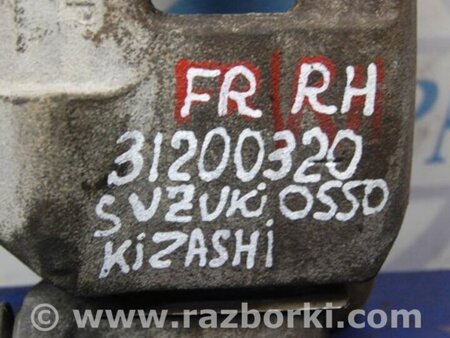 FR RH
31200320
SUZUKI 0550
KiZASHi
www.razborki.com